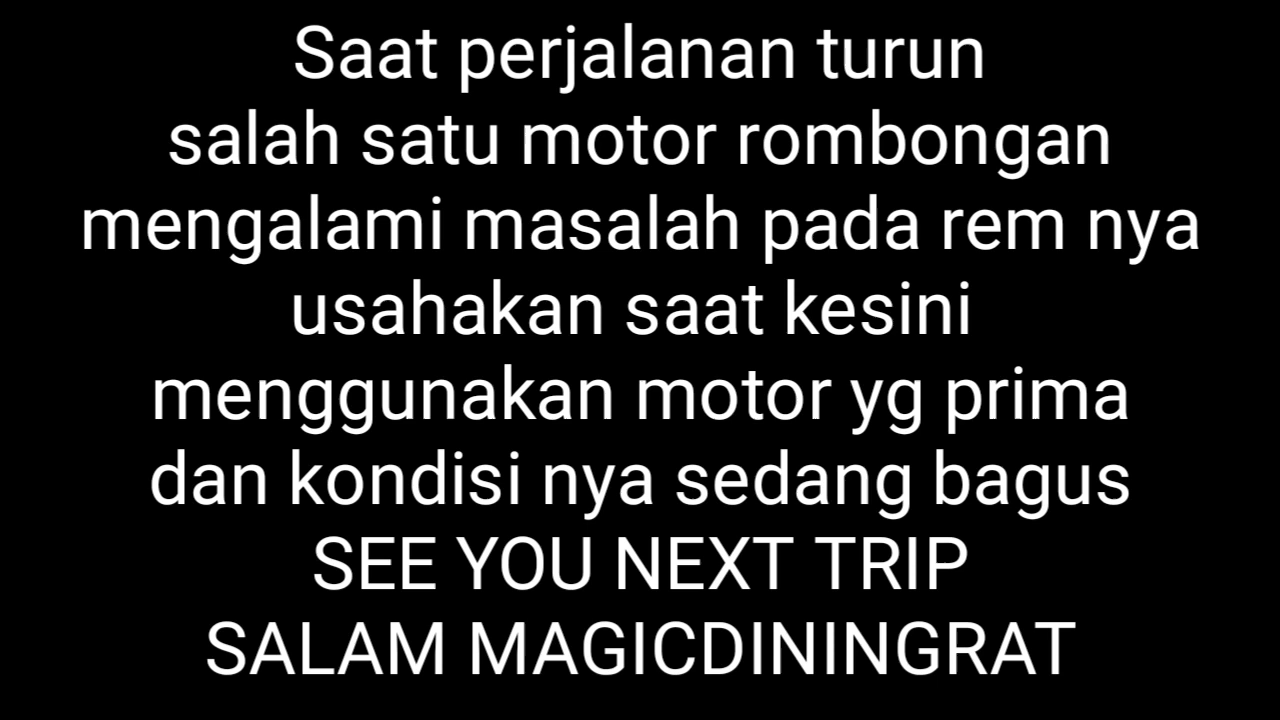 Saat perjalanan turun
salah satu motor rombongan
mengalami masalah pada rem nya
usahakan saat kesini
menggunakan motor yg prima
dan kondisi nya sedang bagus
SEE YOU NEXT TRIP
SALAM MAGICDININGRAT